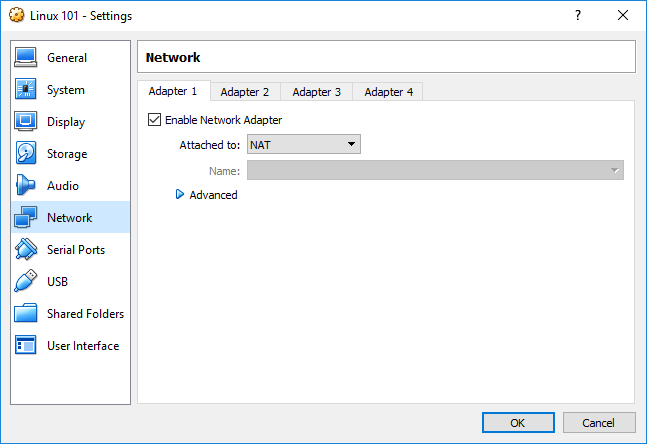 Linux 101 - Settings
?
General
System
Display
Storage
Audio
Network
Serial Ports
USB
Shared Folders
User Interface
Network
Adapter 1
Adapter 2
Adapter 3
Adapter 4
Enable Network Adapter
Attached to: NAT
Name:
Advanced
OK
Cancel